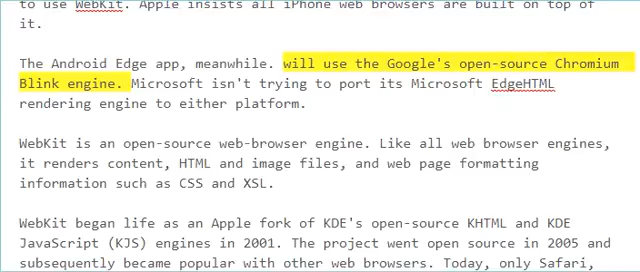 to use WebKit. Apple insists all iPhone web browsers are built on top of
it.
The Android Edge app, meanwhile. will use the Google's open-source Chromium
Blink engine. Microsoft isn't trying to port its Microsoft EdgeHTML
rendering engine to either platform.
WebKit is an open-source web-browser engine. Like all web browser engines,
it renders content, HTML and image files, and web page formatting
information such as CSS and XSL.
WebKit began life as an Apple fork of KDE's open-source KHTML and KDE
JavaScript (KJS) engines in 2001. The project went open source in 2005 and
subsequently became popular with other web browsers. Today, only Safari,